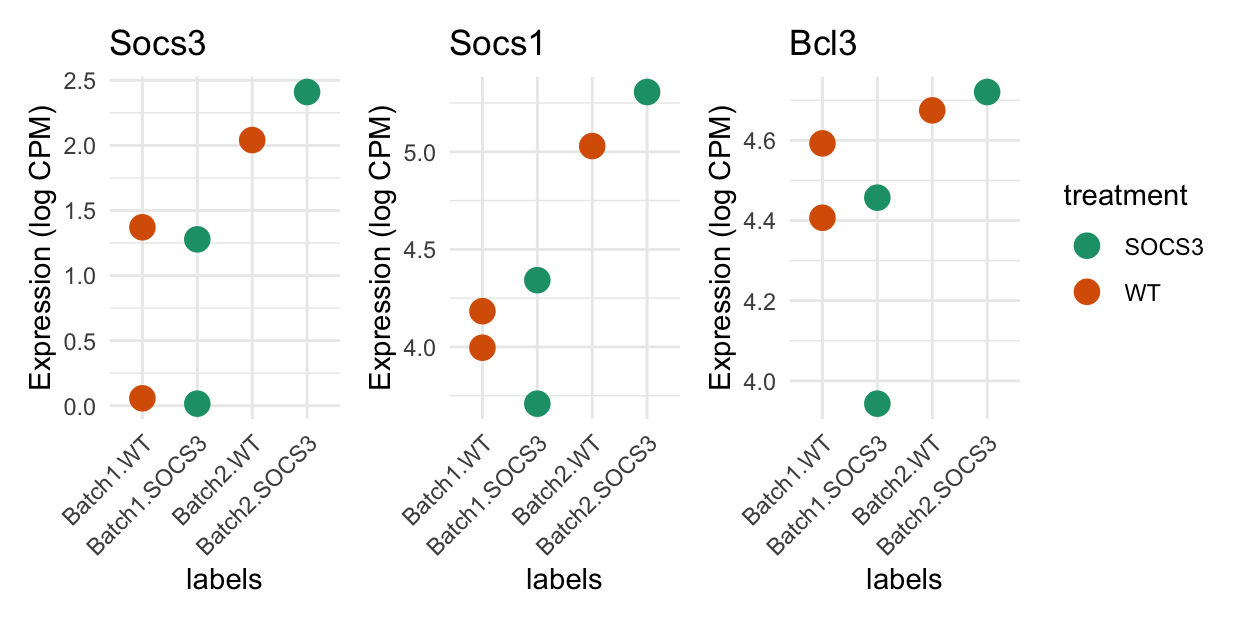 Socs3
Expression (log CPM)
2.5
2.0
1.5
1.0
0.5
0.0
Batch1.WT
Batch1.SOCS3
Batch2.WT
Batch2.SOCS3
labels
Socs1
Expression (log CPM)
5.0
4.5
4.0
Batch1.WT
Batch1.SOCS3
Batch2.WT
Batch2.SOCS3
labels
Bcl3
Expression (log CPM)
4.6
4.4
4.2
4.0
Batch1.WT
Batch1.SOCS3
Batch2.WT
Batch2.SOCS3
labels
treatment
SOCS3
WT